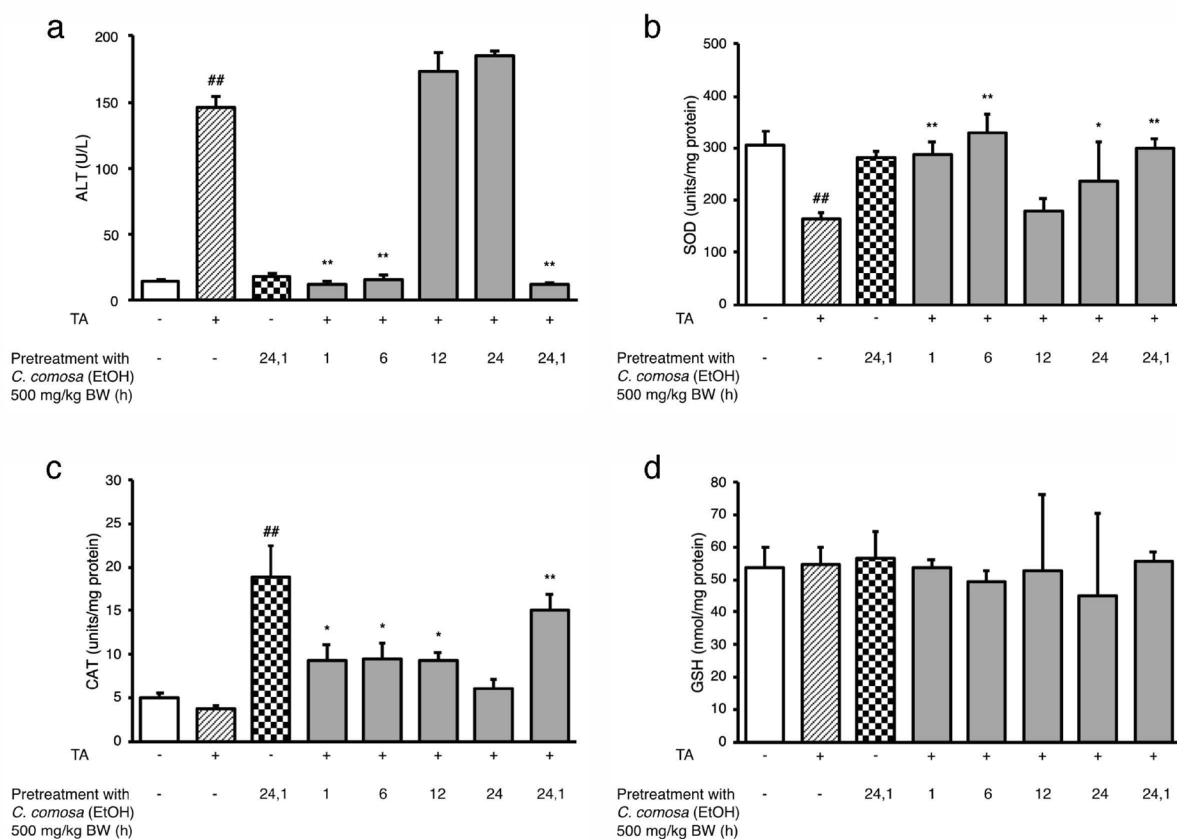 a
ALT (U/L)
200
150
100
50
0
##
**
**
**
TA - + - + + + + +
Pretreatment with - - 24,1 1 6 12 24 24,1
C. comosa (EtOH)
500 mg/kg BW (h)
b
SOD (units/mg protein)
500
400
300
200
100
0
##
**
**
*
**
TA - + - + + + + +
Pretreatment with - - 24,1 1 6 12 24 24,1
C. comosa (EtOH)
500 mg/kg BW (h)
c
CAT (units/mg protein)
30
25
20
15
10
5
0
##
*
*
*
**
TA - + - + + + + +
Pretreatment with - - 24,1 1 6 12 24 24,1
C. comosa (EtOH)
500 mg/kg BW (h)
d
GSH (nmol/mg protein)
80
70
60
50
40
30
20
10
0
TA - + - + + + + +
Pretreatment with - - 24,1 1 6 12 24 24,1
C. comosa (EtOH)
500 mg/kg BW (h)